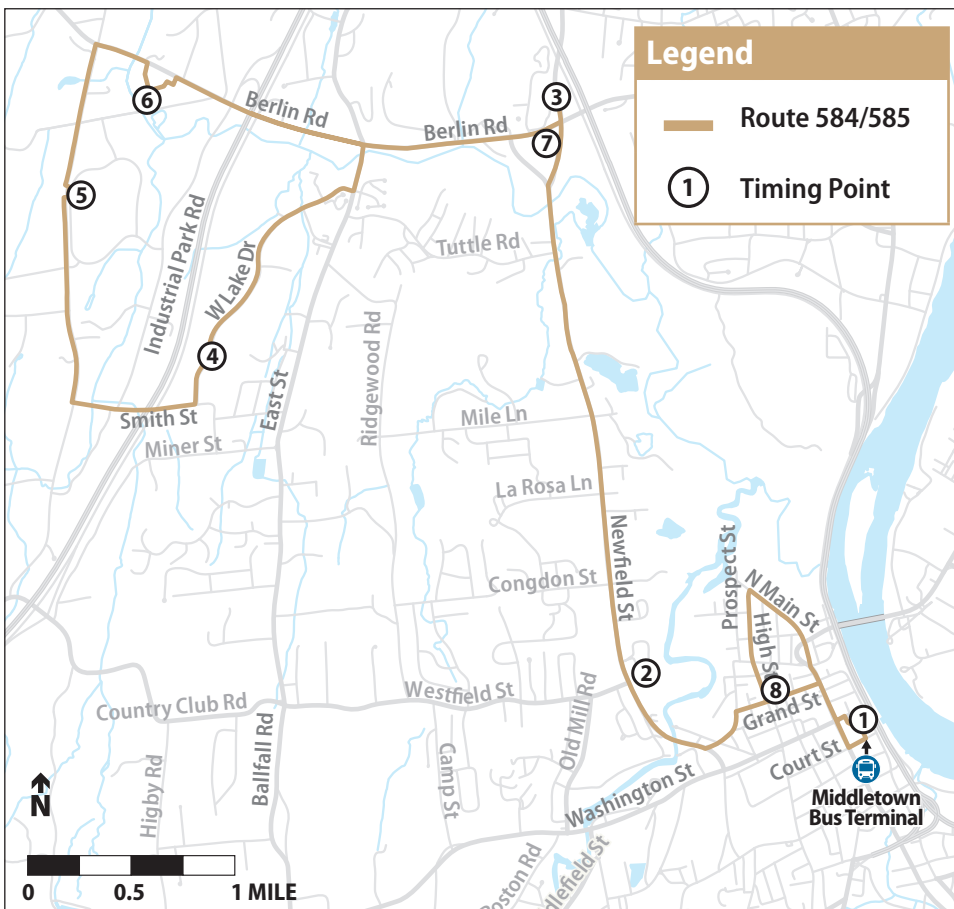 Legend
Route 584/585
1
Timing Point
3
6
Berlin Rd
Berlin Rd
7
5
Industrial Park Rd
W Lake Dr
Tuttle Rd
4
Ridgewood Rd
East St
Smith St
Miner St
Mile Ln
La Rosa Ln
Newfield St
Prospect St
Congdon St
N Main St
High St
2
8
Westfield St
Old Mill Rd
Country Club Rd
Grand St
1
Court St
Ballfall Rd
Higby Rd
Camp St
Washington St
Middletown
Bus Terminal
N
Boston Rd
dlefield St
0
0.5
1 MILE